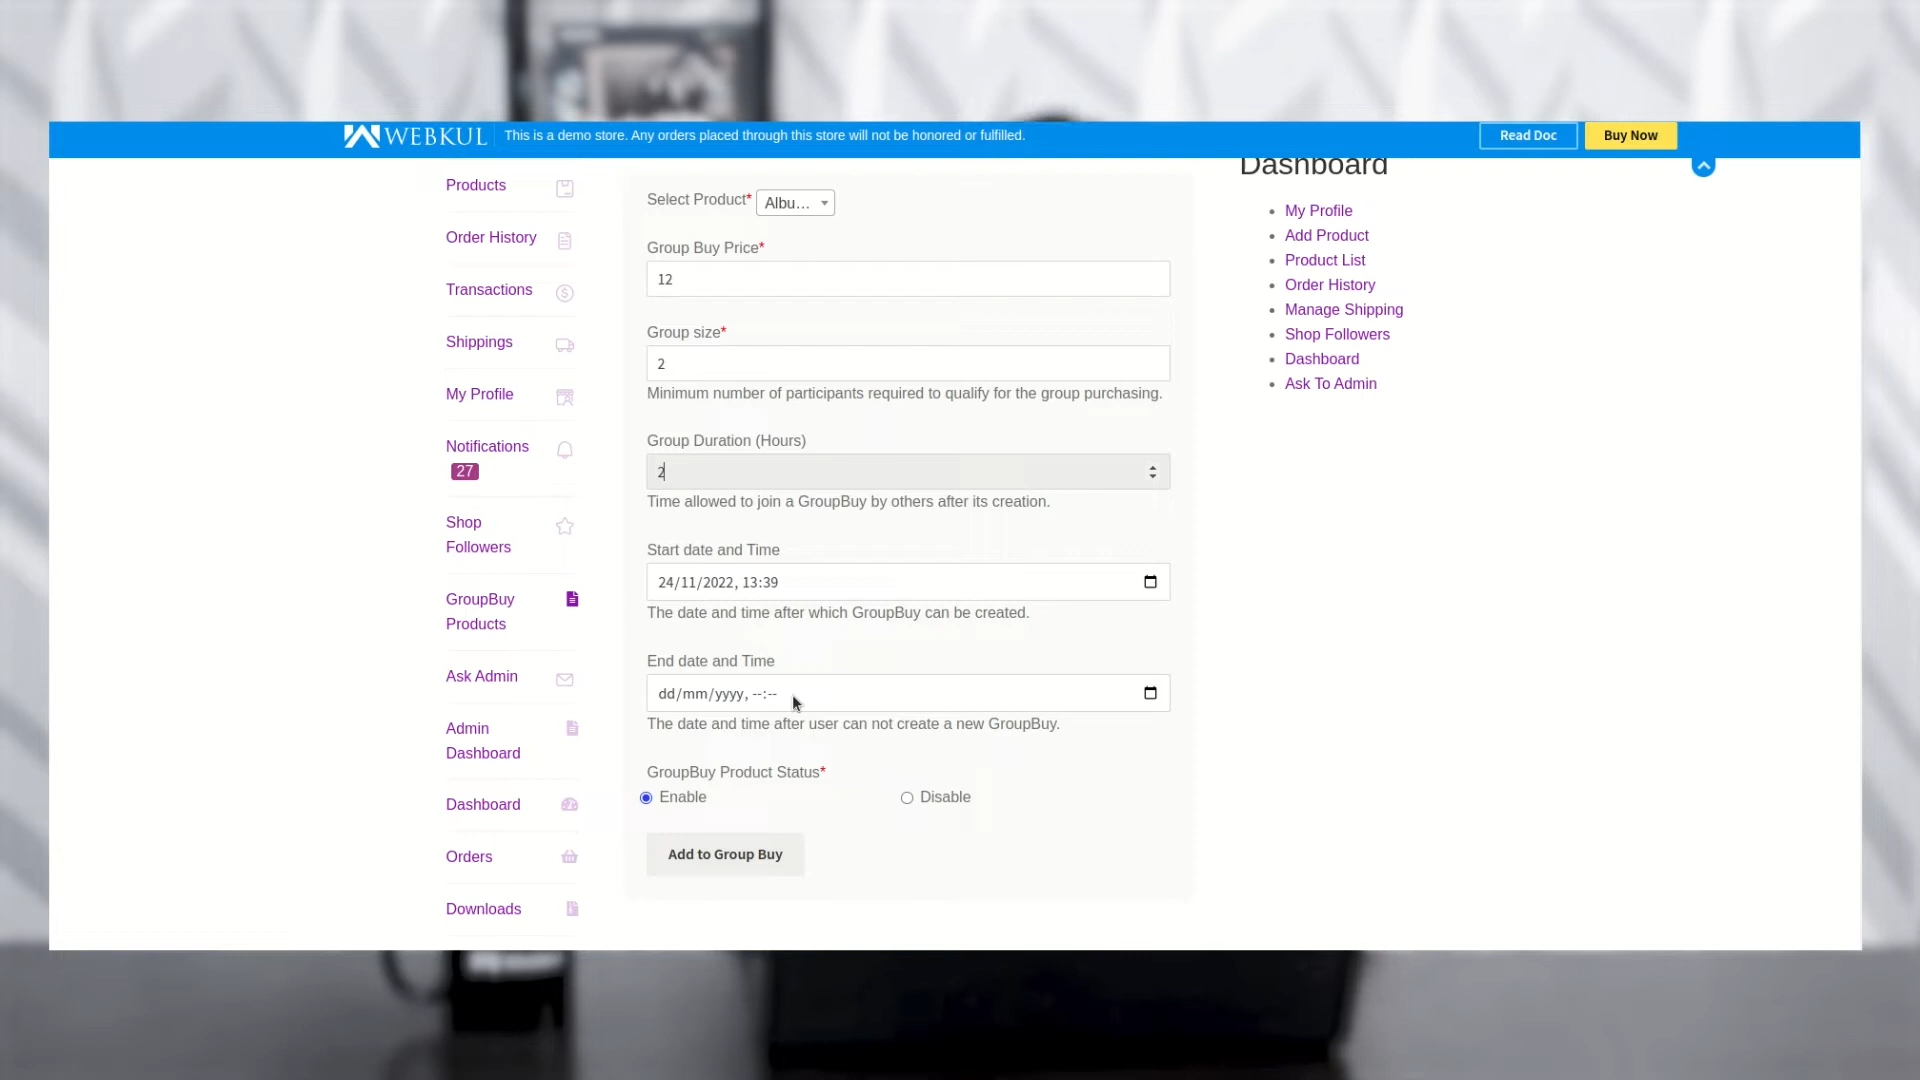 WEBKUL This is a demo store. Any orders placed through this store will not be honored or fulfilled. Read Doc Buy Now
Products
Order History
Transactions
Shippings
My Profile
Notifications
27
Shop
Followers
GroupBuy
Products
Ask Admin
Admin
Dashboard
Dashboard
Orders
Downloads
Select Product* Albu...
Group Buy Price*
12
Group size*
2
Minimum number of participants required to qualify for the group purchasing.
Group Duration (Hours)
2
Time allowed to join a GroupBuy by others after its creation.
Start date and Time
24/11/2022, 13:39
The date and time after which GroupBuy can be created.
End date and Time
dd/mm/yyyy, --:--
The date and time after user can not create a new GroupBuy.
GroupBuy Product Status*
Enable Disable
Add to Group Buy
Dashboard
My Profile
Add Product
Product List
Order History
Manage Shipping
Shop Followers
Dashboard
Ask To Admin